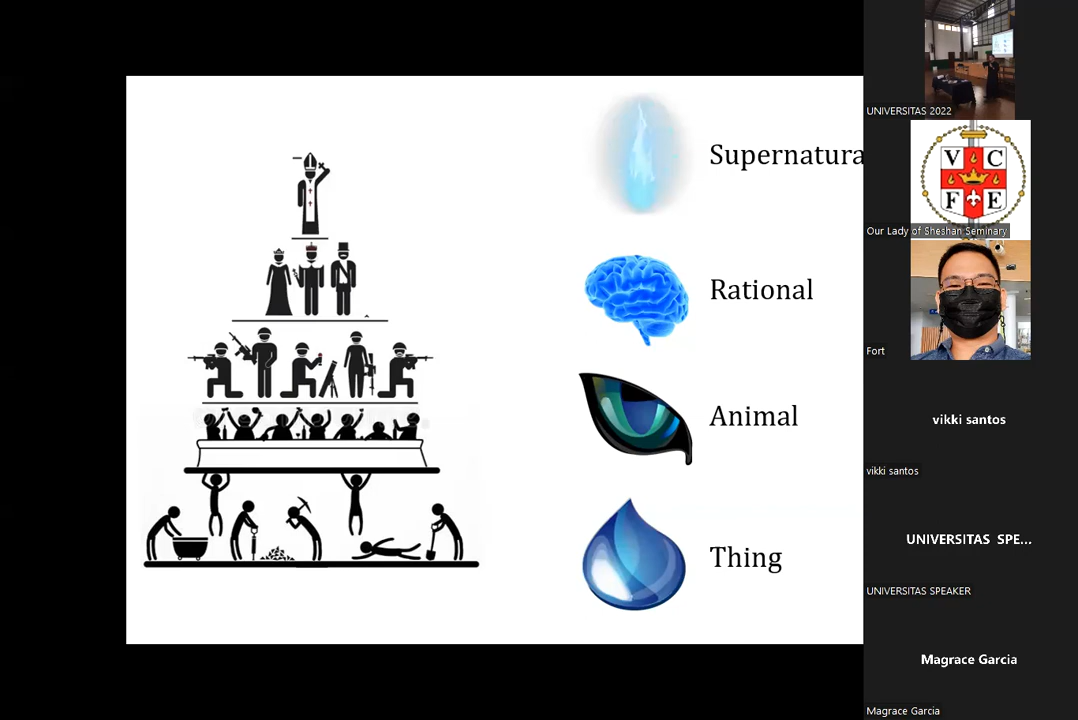 Supernatura
Rational
Animal
Thing
UNIVERSITAS 2022
V C
F E
Our Lady of Sheshan Seminary
Fort
vikki santos
vikki santos
UNIVERSITAS SPE...
UNIVERSITAS SPEAKER
Magrace Garcia
Magrace Garcia